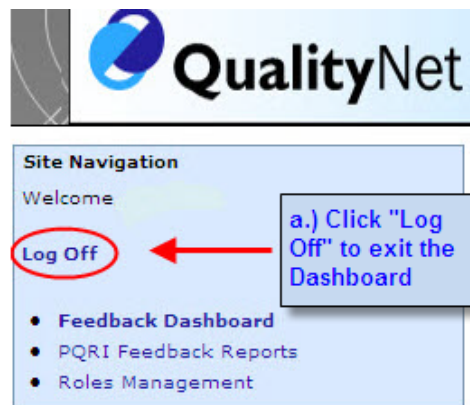 QualityNet
Site Navigation
Welcome
Log Off
a.) Click "Log
Off" to exit the
Dashboard
• Feedback Dashboard
• PQRI Feedback Reports
• Roles Management